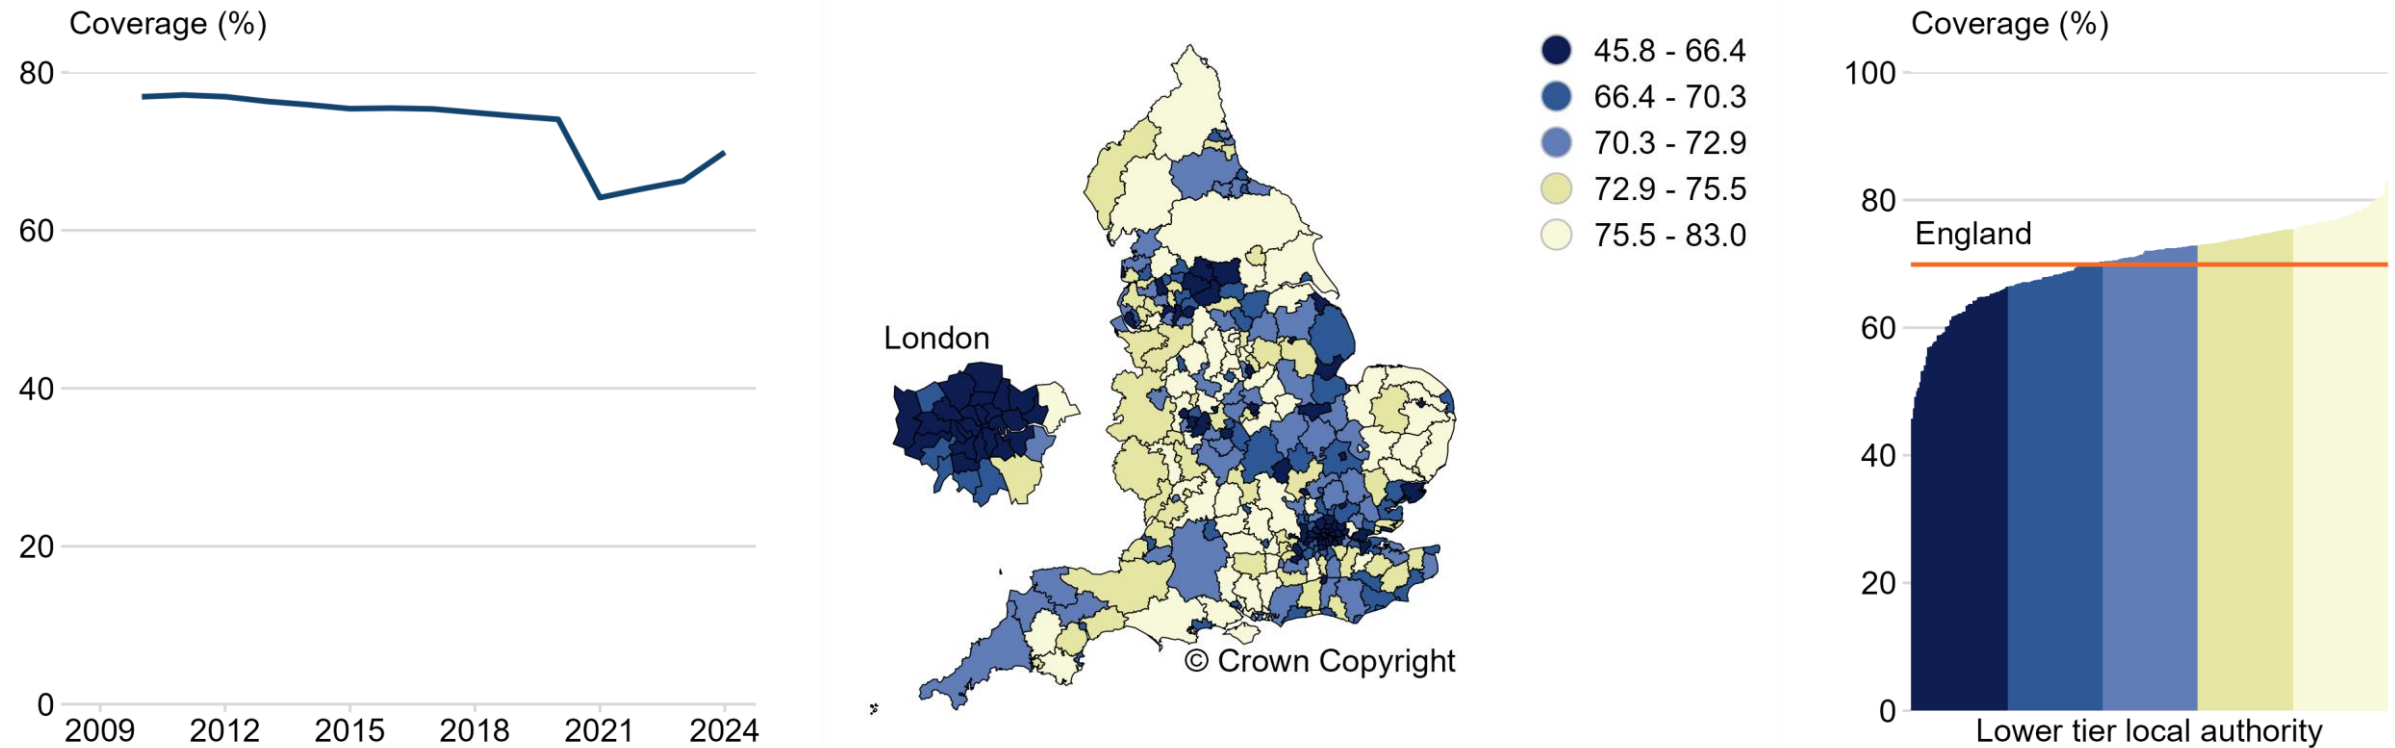 Coverage (%)
80
60
40
20
0
2009 2012 2015 2018 2021 2024
London
© Crown Copyright
45.8 - 66.4
66.4 - 70.3
70.3 - 72.9
72.9 - 75.5
75.5 - 83.0
Coverage (%)
100
80
England
60
40
20
0
Lower tier local authority